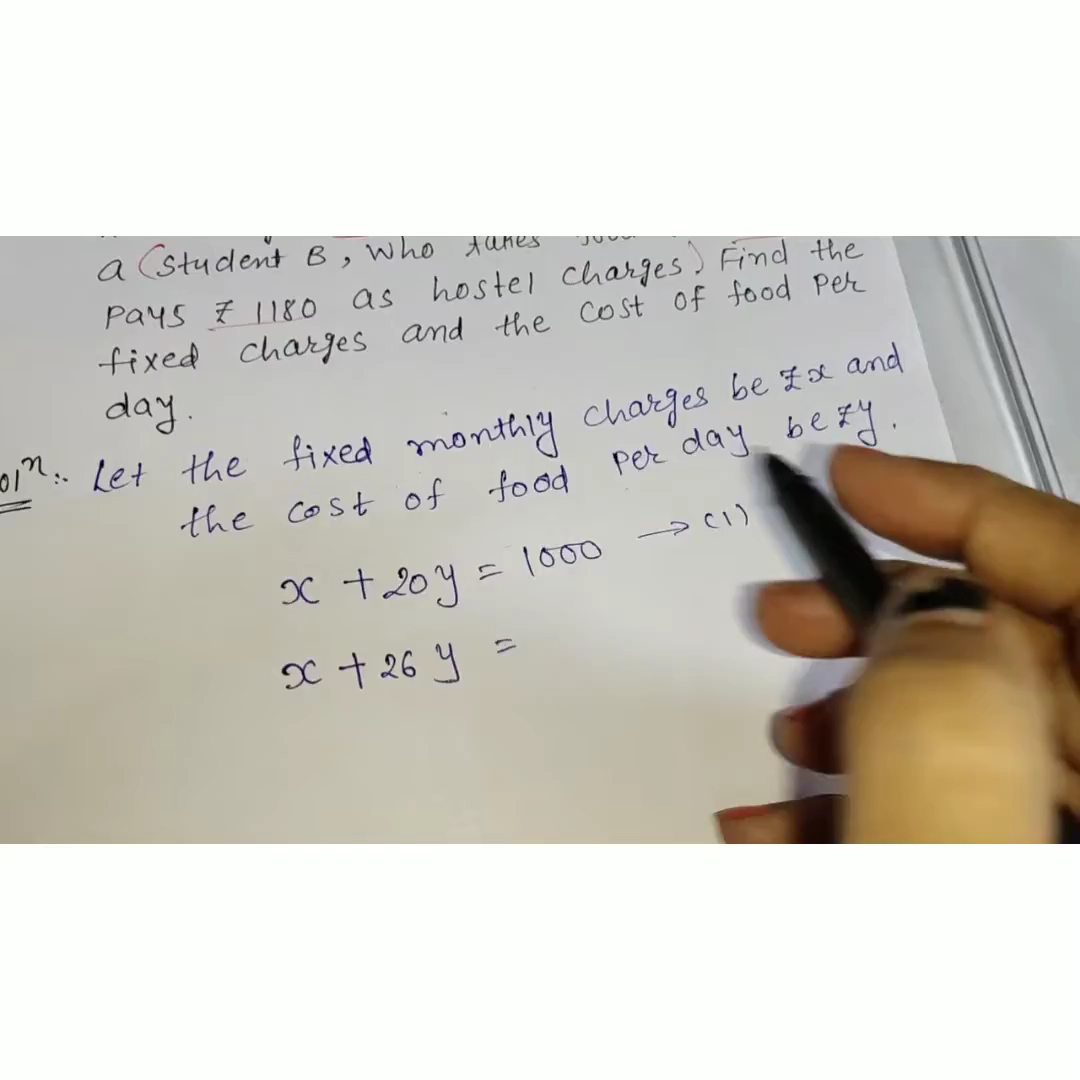 a (Student B, Who takes
Pays ₹ 1180 as hostel charges.) Find the
fixed charges and the cost of food per
day.
Solⁿ:- Let the fixed monthly charges be ₹x and
the cost of food per day be ₹y.
x + 20y = 1000 → (1)
x + 26y =